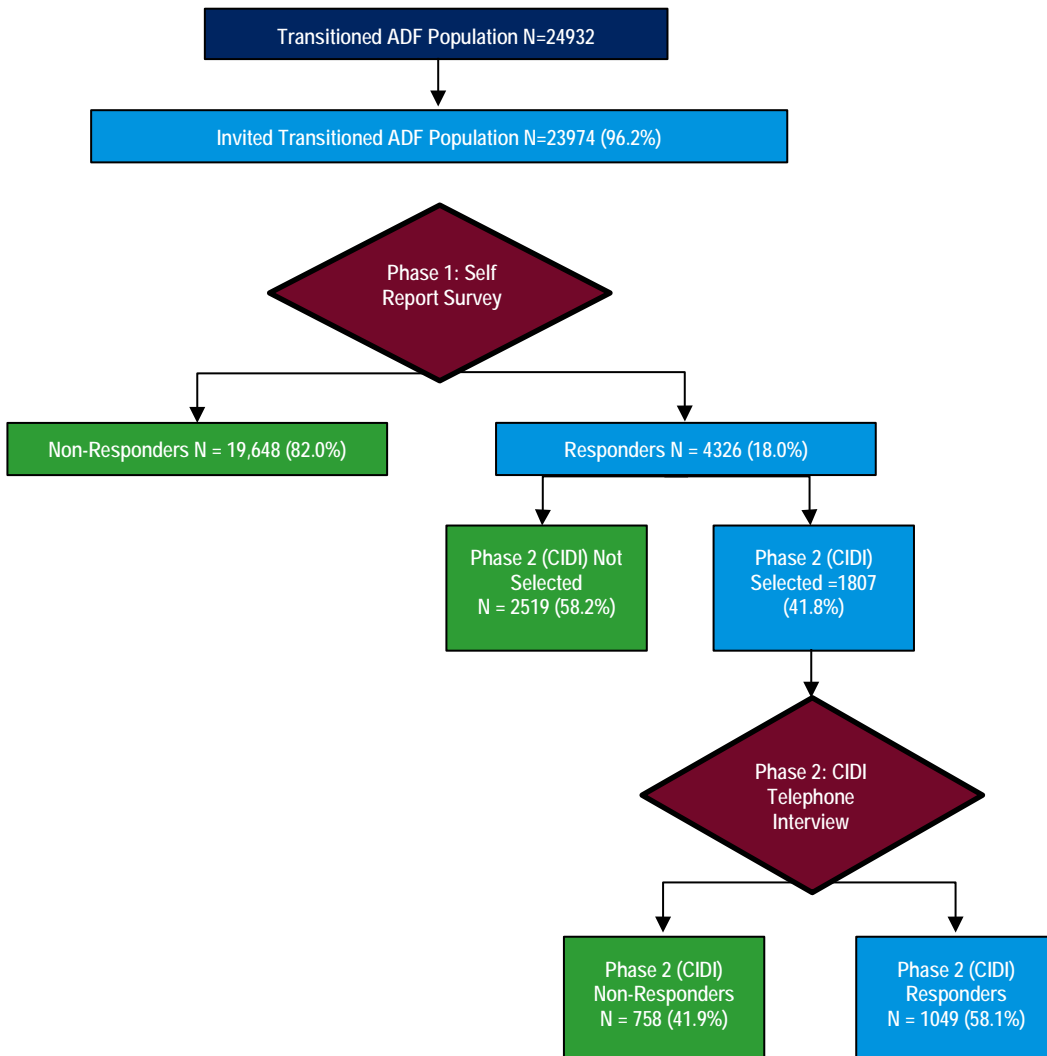 Transitioned ADF Population N=24932
Invited Transitioned ADF Population N=23974 (96.2%)
Phase 1: Self
Report Survey
Non-Responders N = 19,648 (82.0%)
Responders N = 4326 (18.0%)
Phase 2 (CIDI) Not
Selected
N = 2519 (58.2%)
Phase 2 (CIDI)
Selected =1807
(41.8%)
Phase 2: CIDI
Telephone
Interview
Phase 2 (CIDI)
Non-Responders
N = 758 (41.9%)
Phase 2 (CIDI)
Responders
N = 1049 (58.1%)